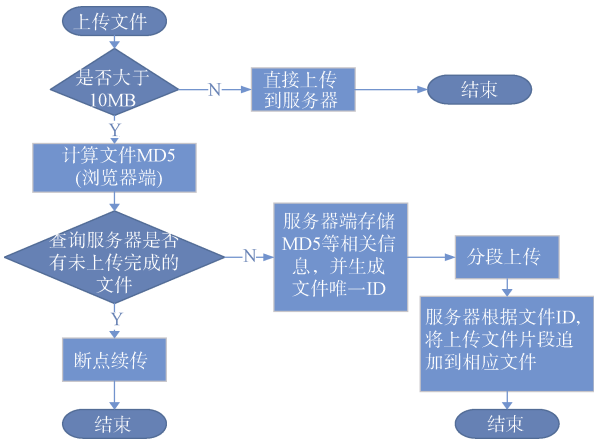 上传文件
是否大于
10MB
N
直接上传
到服务器
结束
Y
计算文件MD5
(浏览器端)
查询服务器是否
有未上传完成的
文件
N
服务器端存储
MD5等相关信
息，并生成
文件唯一ID
分段上传
服务器根据文件ID,
将上传文件片段追
加到相应文件
结束
Y
断点续传
结束